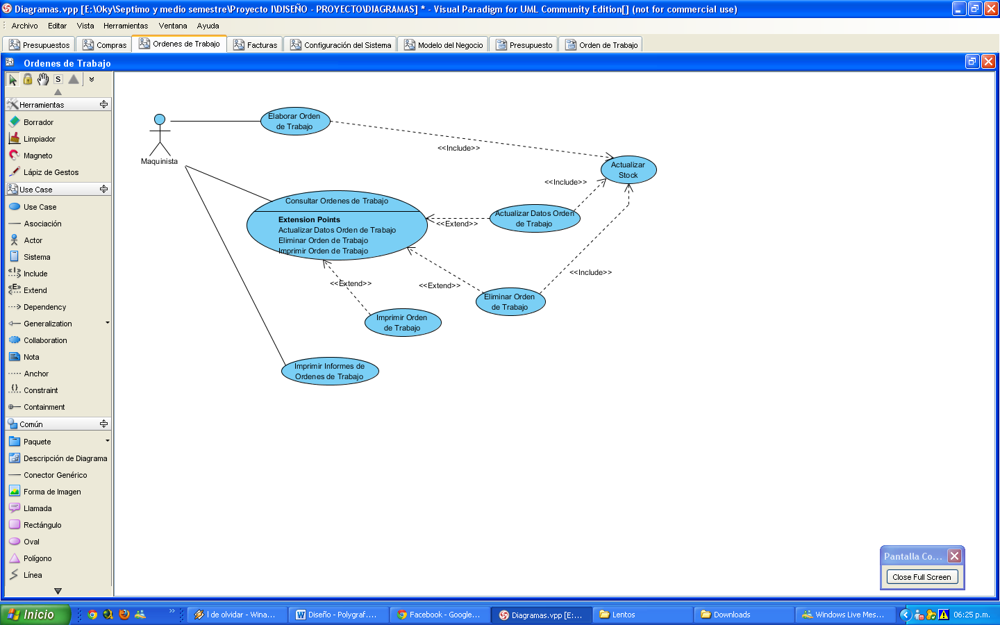 Diagramas.vpp [E:\Oky\Septimo y medio semestre\Proyecto I\DISEÑO - PROYECTO\DIAGRAMAS] * - Visual Paradigm for UML Community Edition[] (not for commercial use)
Archivo Editar Vista Herramientas Ventana Ayuda
Presupuestos Compras Ordenes de Trabajo Facturas Configuración del Sistema Modelo del Negocio Presupuesto Orden de Trabajo
Ordenes de Trabajo
S
Herramientas
Borrador
Limpiador
Magneto
Lápiz de Gestos
Use Case
Use Case
Asociación
Actor
Sistema
Include
Extend
Dependency
Generalization
Collaboration
Nota
Anchor
Constraint
Containment
Común
Paquete
Descripción de Diagrama
Conector Genérico
Forma de Imagen
Llamada
Rectángulo
Oval
Polígono
Línea
Maquinista
Elaborar Orden
de Trabajo
<<Include>>
Actualizar
Stock
<<Include>>
Consultar Ordenes de Trabajo
Extension Points
Actualizar Datos Orden de Trabajo
Eliminar Orden de Trabajo
Imprimir Orden de Trabajo
<<Extend>>
Actualizar Datos Orden
de Trabajo
<<Include>>
<<Extend>>
<<Extend>>
Eliminar Orden
de Trabajo
Imprimir Orden
de Trabajo
Imprimir Informes de
Ordenes de Trabajo
Pantalla Co...
Close Full Screen
Inicio
l de olvidar - Wina...
Diseño - Polygraf....
Facebook - Google...
Diagramas.vpp [E:...
Lentos
Downloads
Windows Live Mes...
06:25 p.m.